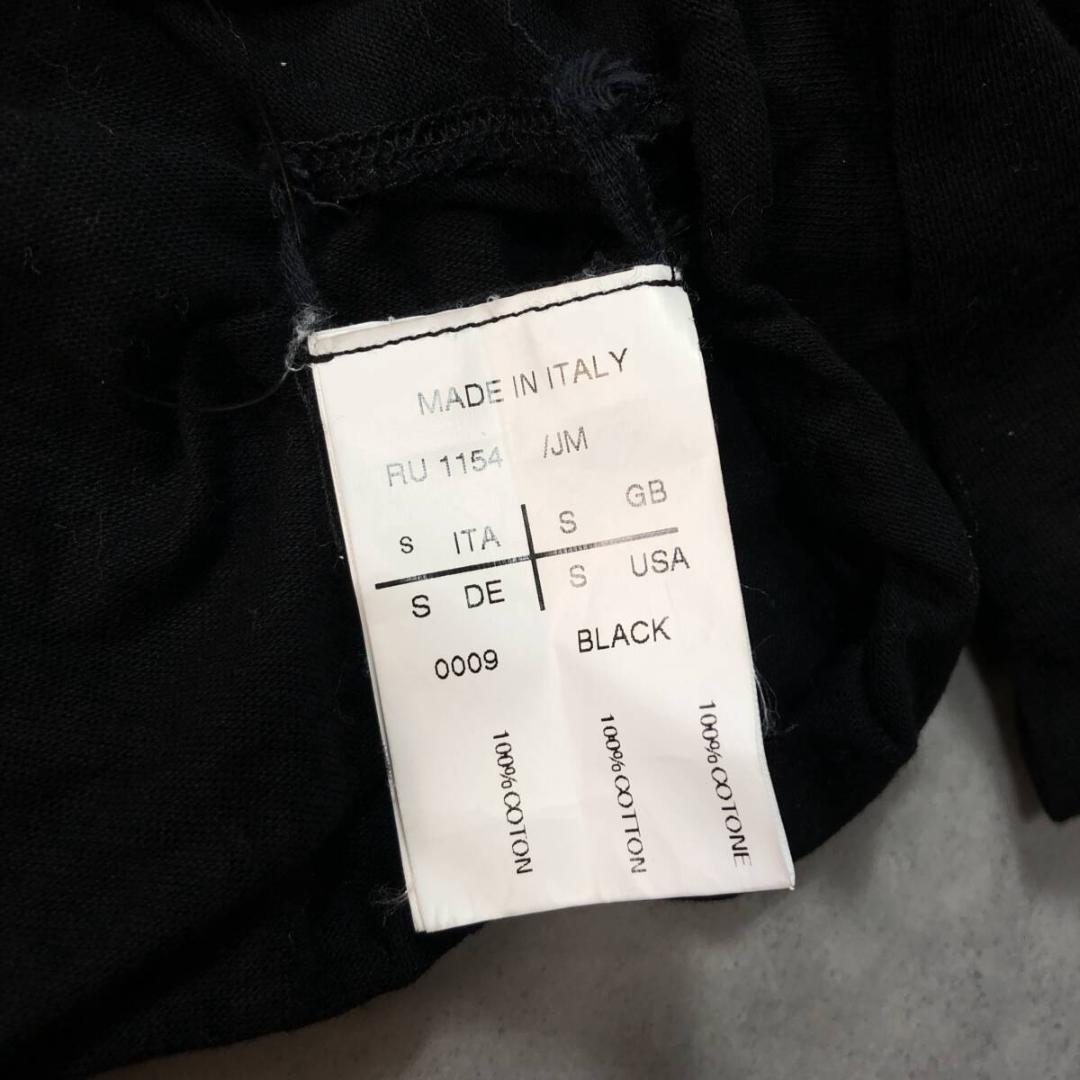 MADE IN ITALY
RU 1154 /JM
S ITA S GB
S DE S USA
0009 BLACK
100%COTONE
100%COTTON
100%COTON